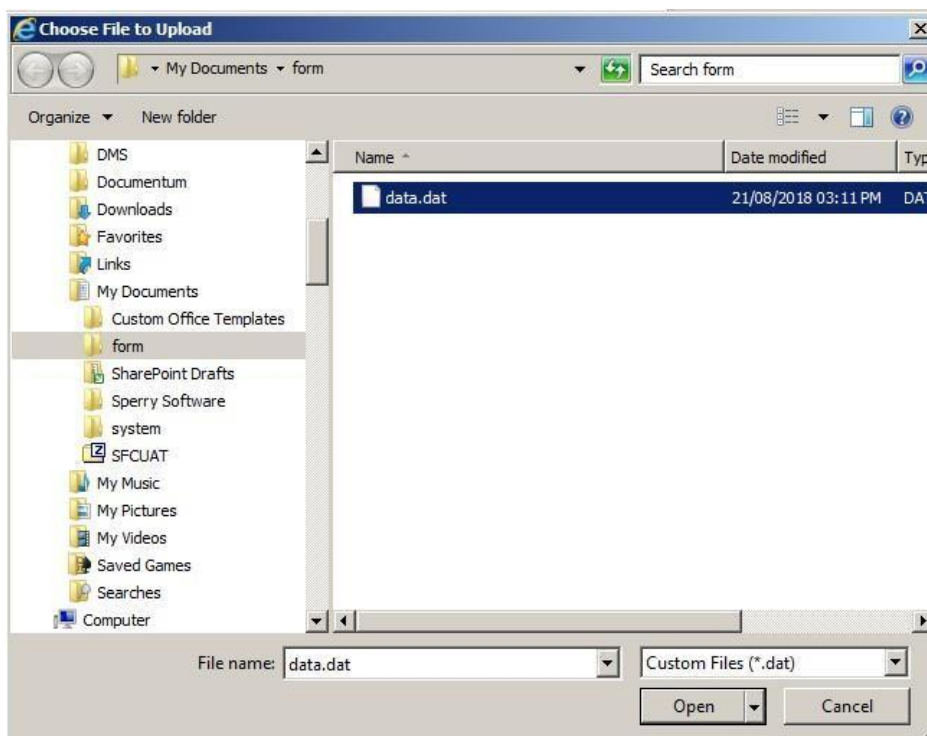 Choose File to Upload
My Documents form
Search form
Organize New folder
Name Date modified Typ
data.dat 21/08/2018 03:11 PM DAT
DMS
Documentum
Downloads
Favorites
Links
My Documents
Custom Office Templates
form
SharePoint Drafts
Sperry Software
system
SFCUAT
My Music
My Pictures
My Videos
Saved Games
Searches
Computer
File name: data.dat Custom Files (*.dat)
Open Cancel